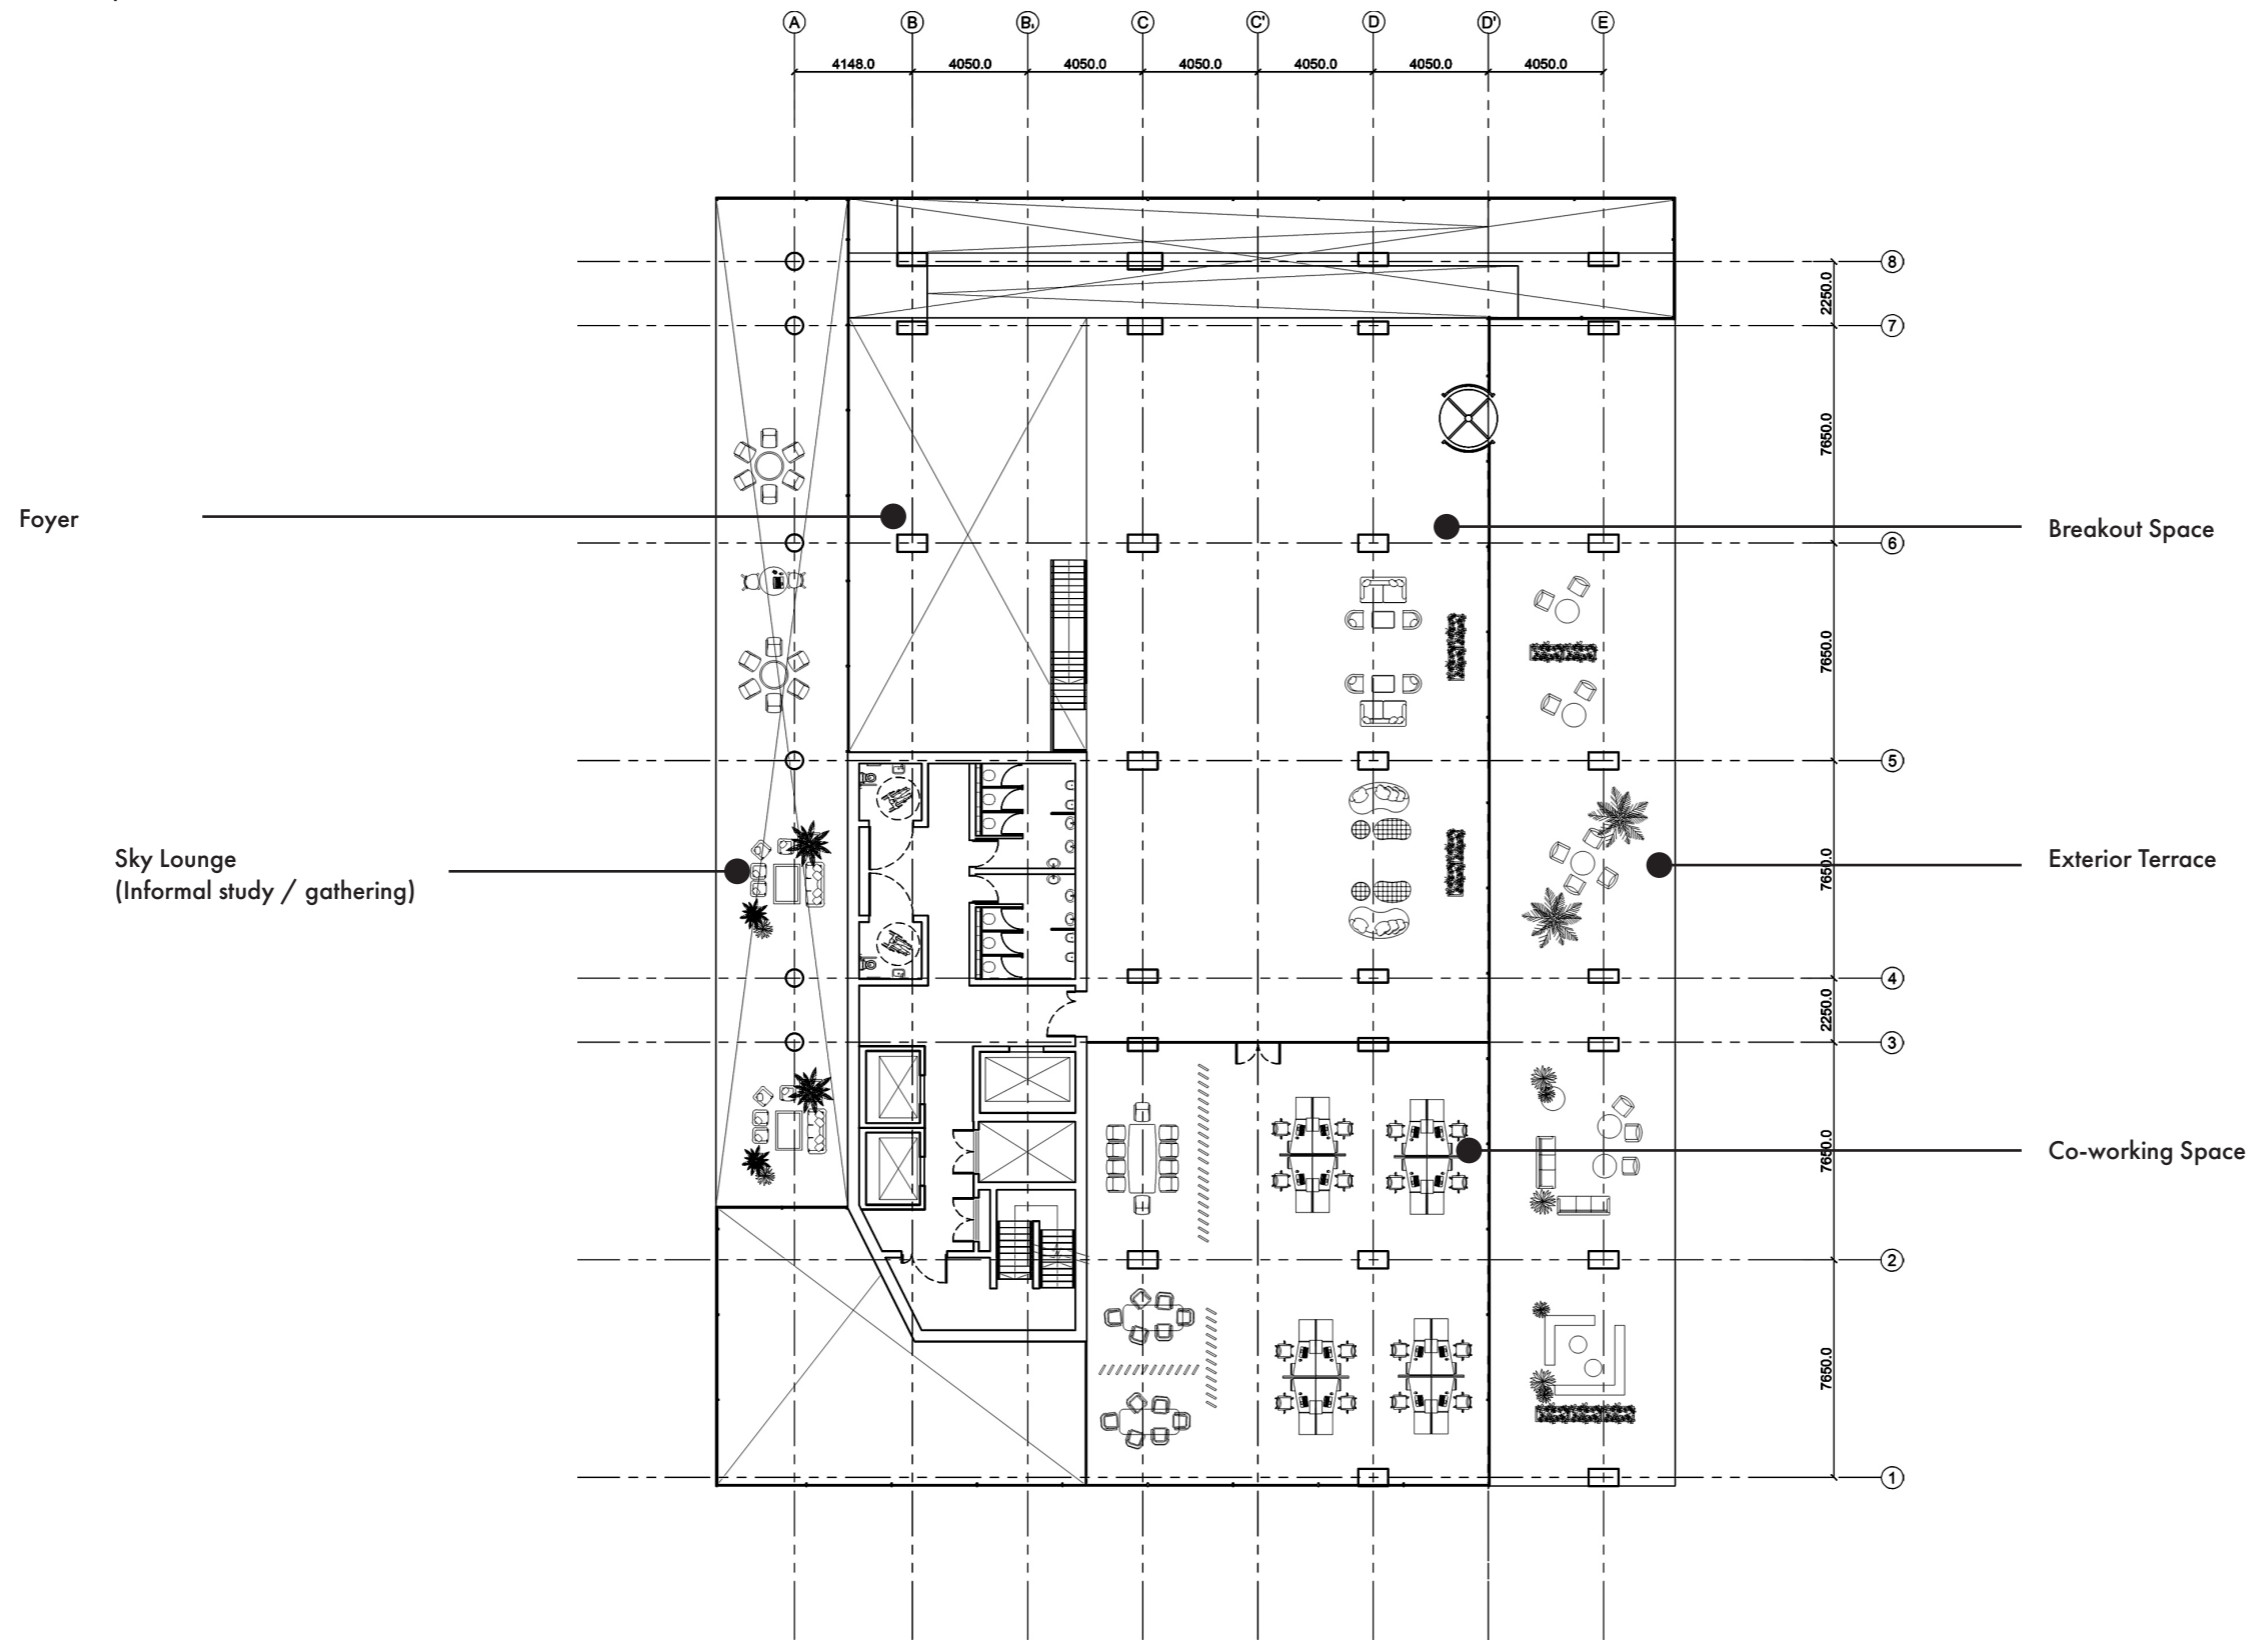 A B B, C C' D D' E
4148.0 4050.0 4050.0 4050.0 4050.0 4050.0 4050.0
8
2250.0
7
7650.0
Foyer
Breakout Space
6
7650.0
5
Sky Lounge
(Informal study / gathering)
7650.0
Exterior Terrace
4
2250.0
3
7650.0
Co-working Space
2
7650.0
1